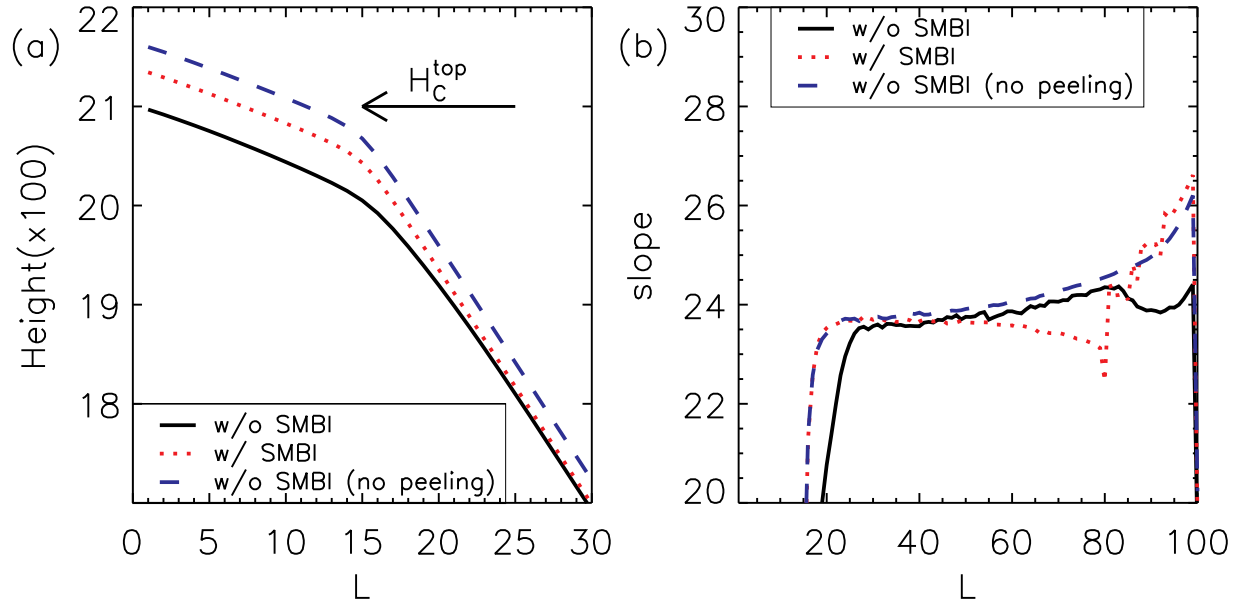 (a)
Height(x100)
22
21
20
19
18
H_C^top
w/o SMBI
w/ SMBI
w/o SMBI (no peeling)
0 5 10 15 20 25 30
L
(b)
slope
30
28
26
24
22
20
w/o SMBI
w/ SMBI
w/o SMBI (no peeling)
20 40 60 80 100
L